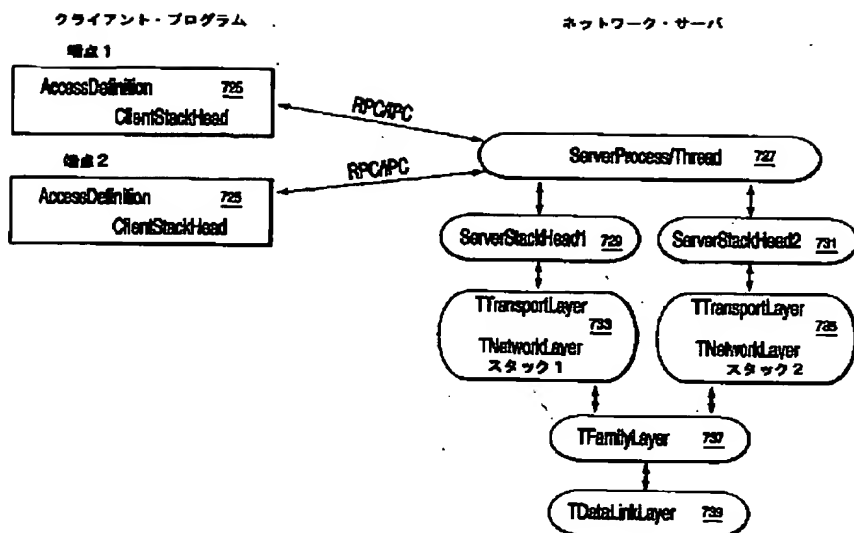 クライアント・プログラム
ネットワーク・サーバ
端点1
AccessDefinition 725
ClientStackHead
RPC/IPC
端点2
AccessDefinition 725
ClientStackHead
RPC/IPC
ServerProcess/Thread 727
ServerStackHead1 729
ServerStackHead2 731
TTransportLayer
733
TNetworkLayer
スタック1
TTransportLayer
735
TNetworkLayer
スタック2
TFamilyLayer 737
TDataLinkLayer 739